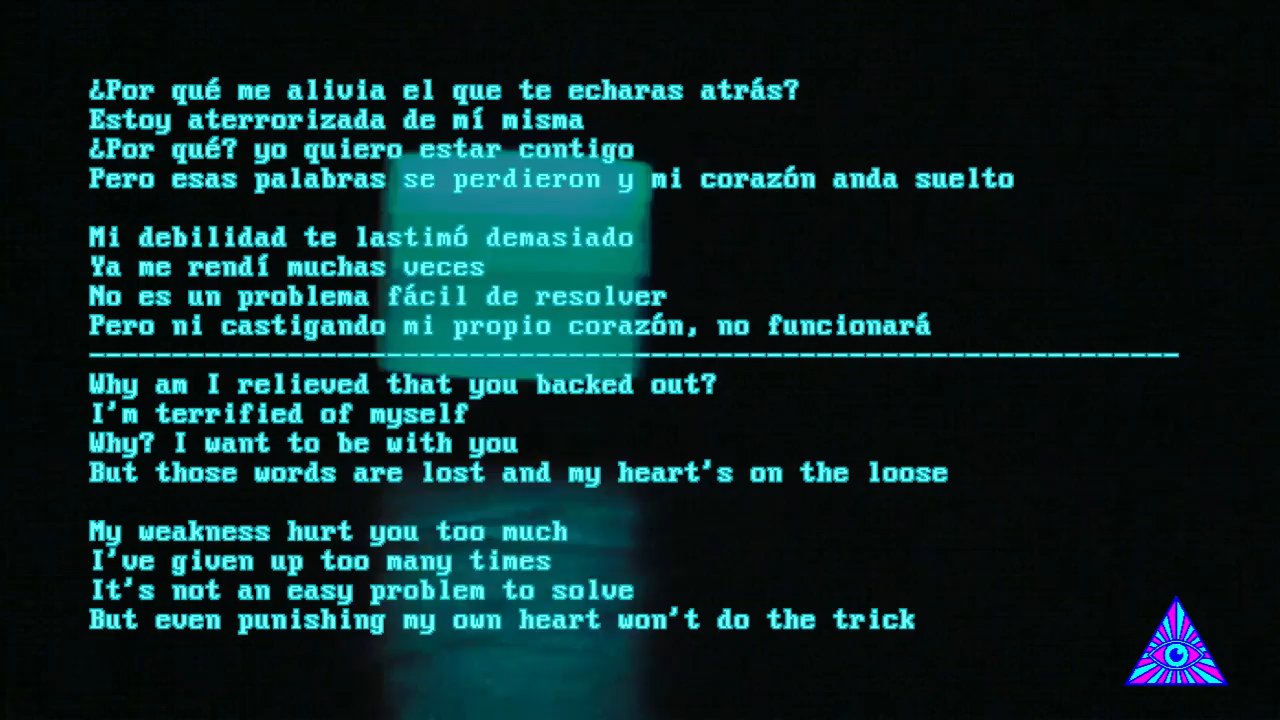 ¿Por qué me alivia el que te echaras atrás?
Estoy aterrorizada de mí misma
¿Por qué? yo quiero estar contigo
Pero esas palabras se perdieron y mi corazón anda suelto
Mi debilidad te lastimó demasiado
Ya me rendí muchas veces
No es un problema fácil de resolver
Pero ni castigando mi propio corazón, no funcionará
Why am I relieved that you backed out?
I'm terrified of myself
Why? I want to be with you
But those words are lost and my heart's on the loose
My weakness hurt you too much
I've given up too many times
It's not an easy problem to solve
But even punishing my own heart won't do the trick